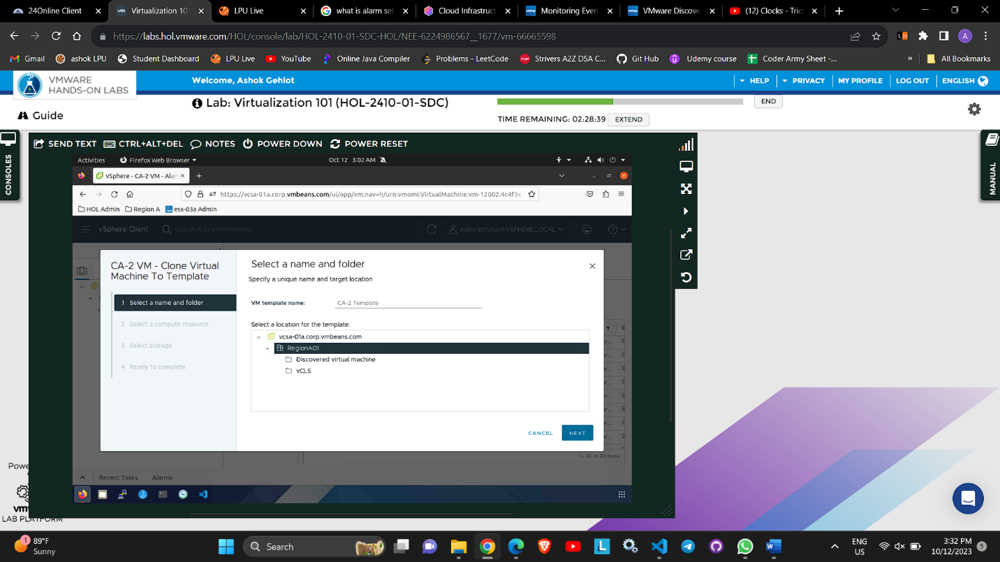 24Online Client
Virtualization 101
LPU Live
what is alarm set
Cloud Infrastruct
Monitoring Even
VMware Discove
(12) Clocks - Tric
https://labs.hol.vmware.com/HOL/console/lab/HOL-2410-01-SDC-HOL/NEE-6224986567__1677/vm-66665598
A
Gmail
ashok LPU
Student Dashboard
LPU Live
YouTube
Online Java Compiler
Problems - LeetCode
Strivers A2Z DSA C...
Git Hub
Udemy course
Coder Army Sheet -...
»
All Bookmarks
VMWARE
HANDS-ON LABS
Welcome, Ashok Gehlot
HELP
PRIVACY
MY PROFILE
LOG OUT
ENGLISH
Guide
Lab: Virtualization 101 (HOL-2410-01-SDC)
END
TIME REMAINING: 02:28:39
EXTEND
CONSOLES
MANUAL
SEND TEXT
CTRL+ALT+DEL
NOTES
POWER DOWN
POWER RESET
Activities
Firefox Web Browser
Oct 12 3:02 AM
vSphere - CA-2 VM - Alar
https://vcsa-01a.corp.vmbeans.com/ui/app/vm;nav=h/urn:vmomi:VirtualMachine:vm-12002:4c4f3e
HOL Admin
Region A
esx-03a Admin
vSphere Client
Search in all environments
Administrator@VSPHERE.LOCAL
CA-2 VM - Clone Virtual
Machine To Template
1 Select a name and folder
2 Select a compute resource
3 Select storage
4 Ready to complete
Select a name and folder
Specify a unique name and target location
VM template name:
CA-2 Template
Select a location for the template.
vcsa-01a.corp.vmbeans.com
RegionA01
Discovered virtual machine
vCLS
CANCEL
NEXT
1 - 20 of 20 items
Recent Tasks
Alarms
Powe
vmw
LAB PLATFORM
1
89°F
Sunny
Search
ENG
US
3:32 PM
10/12/2023
5